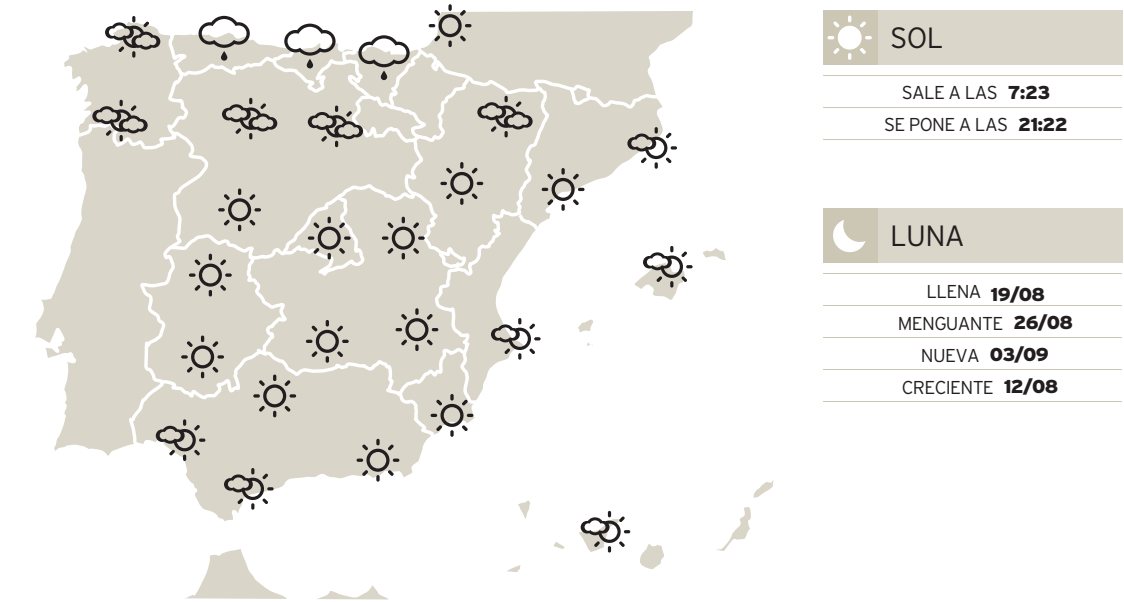 SOL
SALE A LAS 7:23
SE PONE A LAS 21:22
LUNA
LLENA 19/08
MENGUANTE 26/08
NUEVA 03/09
CRECIENTE 12/08